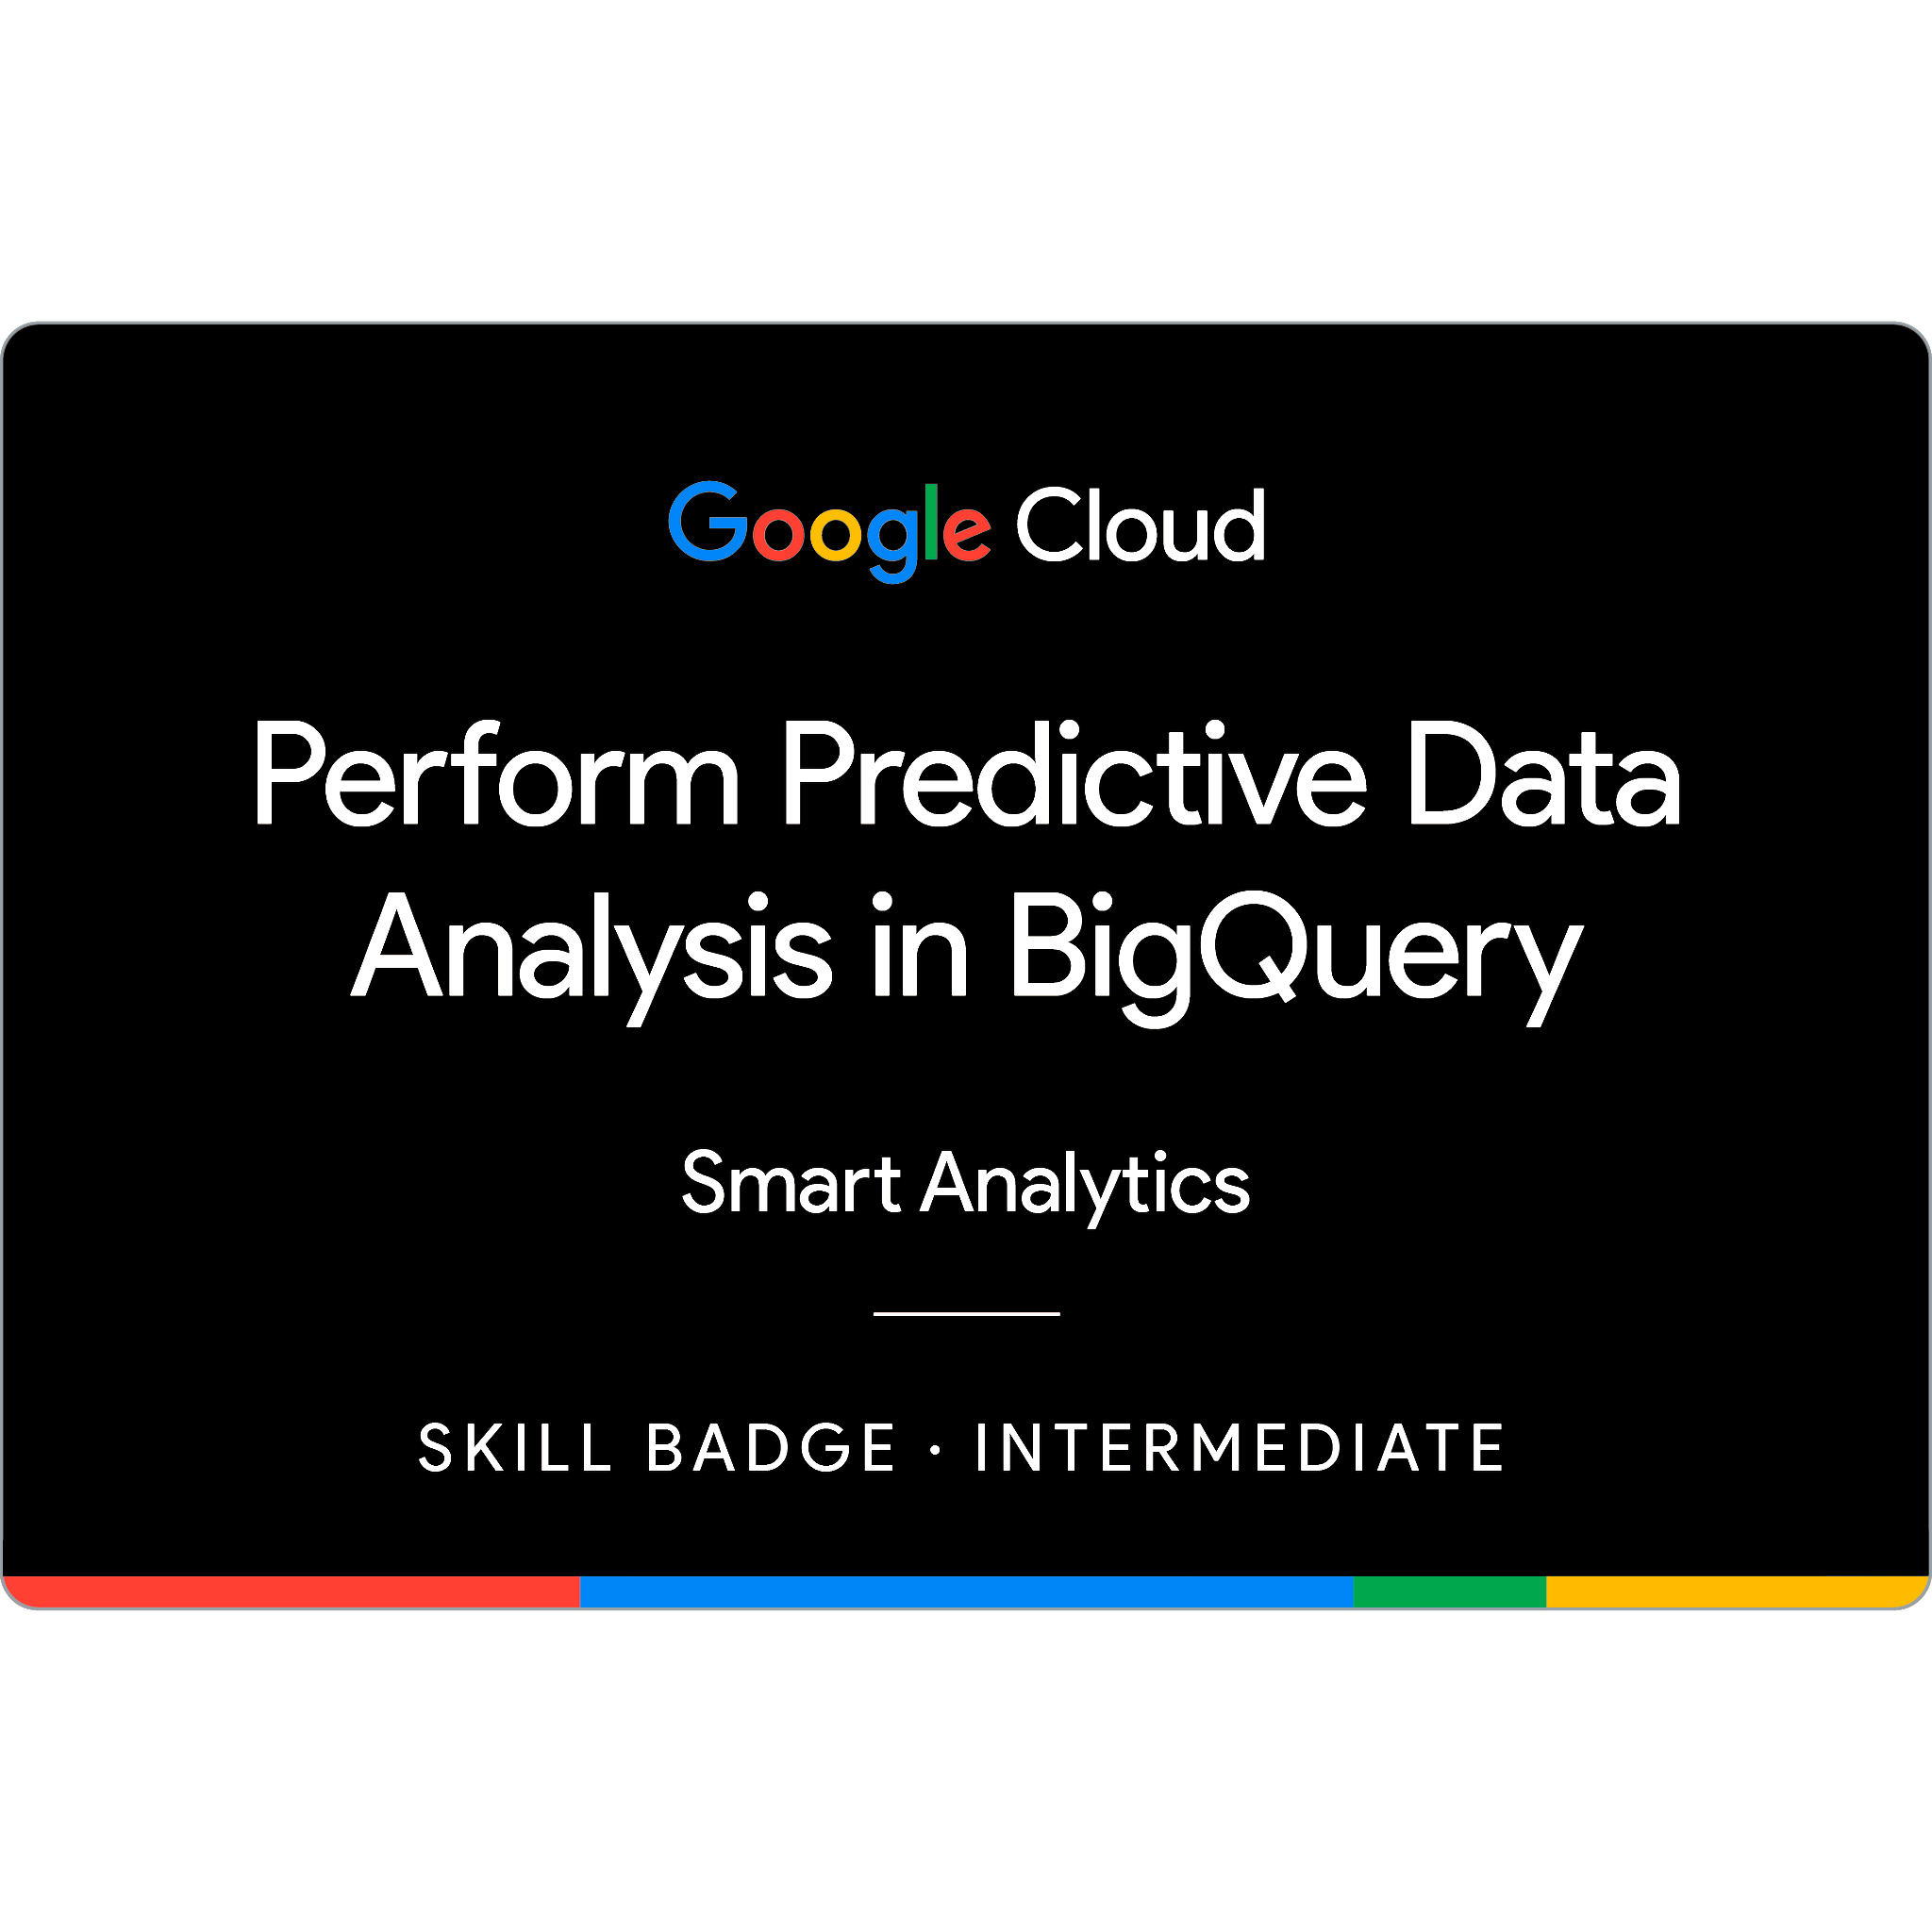 Google Cloud
Perform Predictive Data
Analysis in BigQuery
Smart Analytics
SKILL BADGE • INTERMEDIATE